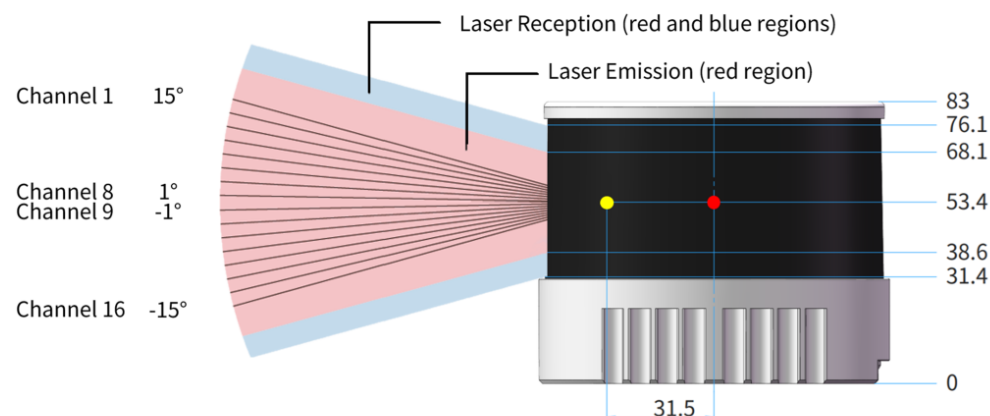 Laser Reception (red and blue regions)
Laser Emission (red region)
Channel 1 15°
Channel 8 1°
Channel 9 -1°
Channel 16 -15°
83
76.1
68.1
53.4
38.6
31.4
0
31.5